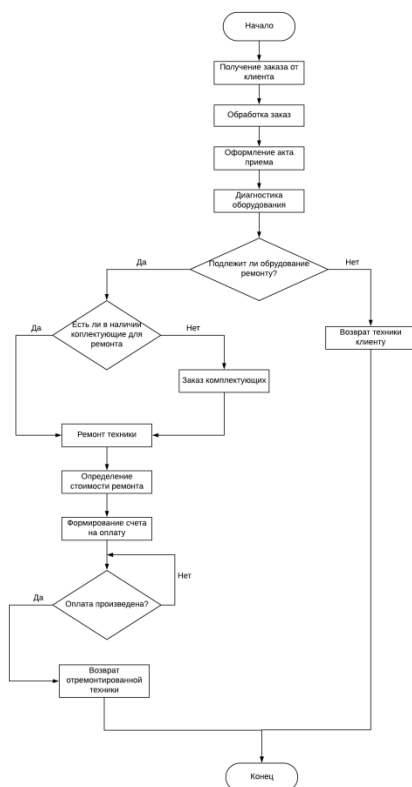 Начало
Получение заказа от
клиента
Обработка заказ
Оформление акта
приема
Диагностика
оборудования
Подлежит ли обрудование
ремонту?
Да
Нет
Есть ли в наличии
коплектующие для
ремонта
Да
Нет
Возврат техники
клиенту
Заказ комплектующих
Ремонт техники
Определение
стоимости ремонта
Формирование счета
на оплату
Нет
Да
Оплата произведена?
Возврат
отремонтированной
техники
Конец